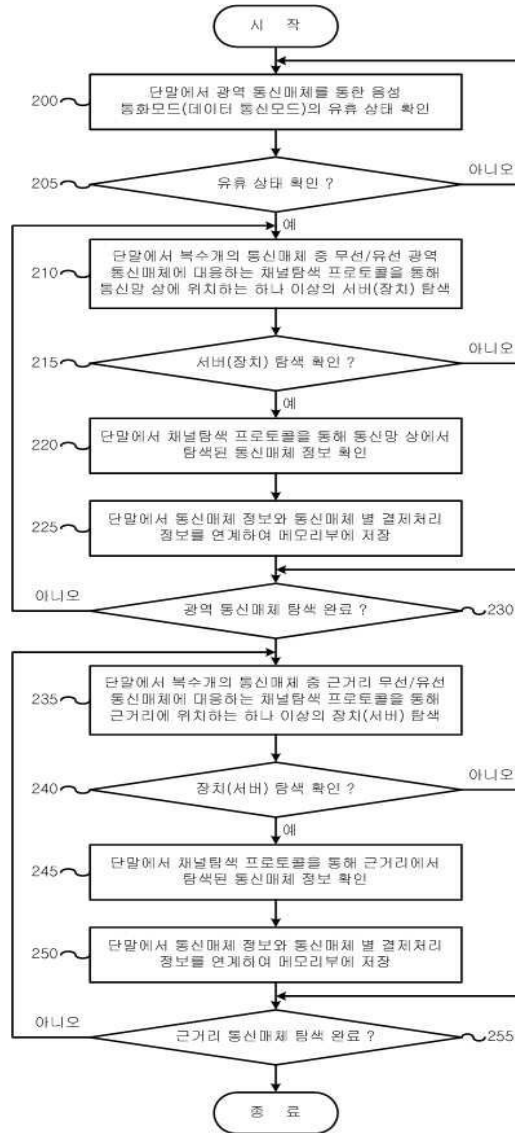 시 작
200
단말에서 광역 통신매체를 통한 음성
통화모드(데이터 통신모드)의 유휴 상태 확인
205
유휴 상태 확인 ?
아니오
예
210
단말에서 복수개의 통신매체 중 무선/유선 광역
통신매체에 대응하는 채널탐색 프로토콜을 통해
통신망 상에 위치하는 하나 이상의 서버(장치) 탐색
215
서버(장치) 탐색 확인 ?
아니오
예
220
단말에서 채널탐색 프로토콜을 통해 통신망 상에서
탐색된 통신매체 정보 확인
225
단말에서 통신매체 정보와 통신매체 별 결제처리
정보를 연계하여 메모리부에 저장
아니오
광역 통신매체 탐색 완료 ?
230
235
단말에서 복수개의 통신매체 중 근거리 무선/유선
통신매체에 대응하는 채널탐색 프로토콜을 통해
근거리에 위치하는 하나 이상의 장치(서버) 탐색
240
장치(서버) 탐색 확인 ?
아니오
예
245
단말에서 채널탐색 프로토콜을 통해 근거리에서
탐색된 통신매체 정보 확인
250
단말에서 통신매체 정보와 통신매체 별 결제처리
정보를 연계하여 메모리부에 저장
아니오
근거리 통신매체 탐색 완료 ?
255
종 료